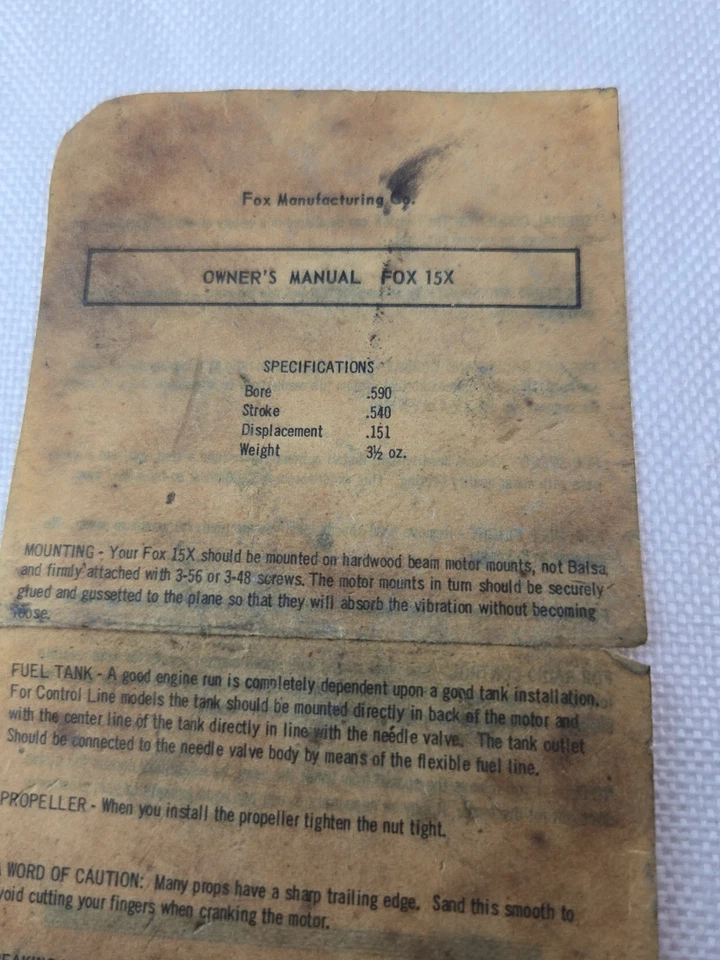 Fox Manufacturing Co.
OWNER'S MANUAL FOX 15X
SPECIFICATIONS
Bore .590
Stroke .540
Displacement .151
Weight 3½ oz.
MOUNTING - Your Fox 15X should be mounted on hardwood beam motor mounts, not Balsa,
and firmly attached with 3-56 or 3-48 screws. The motor mounts in turn should be securely
glued and gussetted to the plane so that they will absorb the vibration without becoming
loose.
FUEL TANK - A good engine run is completely dependent upon a good tank installation.
For Control Line models the tank should be mounted directly in back of the motor and
with the center line of the tank directly in line with the needle valve. The tank outlet
Should be connected to the needle valve body by means of the flexible fuel line.
PROPELLER - When you install the propeller tighten the nut tight.
A WORD OF CAUTION: Many props have a sharp trailing edge. Sand this smooth to
avoid cutting your fingers when cranking the motor.